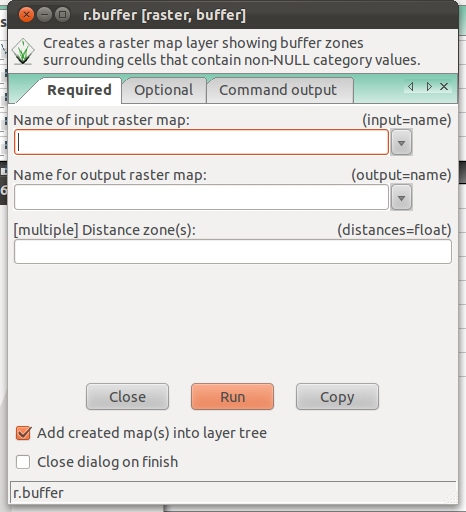 r.buffer [raster, buffer]
Creates a raster map layer showing buffer zones
surrounding cells that contain non-NULL category values.
Required Optional Command output
Name of input raster map: (input=name)
Name for output raster map: (output=name)
[multiple] Distance zone(s): (distances=float)
Close Run Copy
Add created map(s) into layer tree
Close dialog on finish
r.buffer